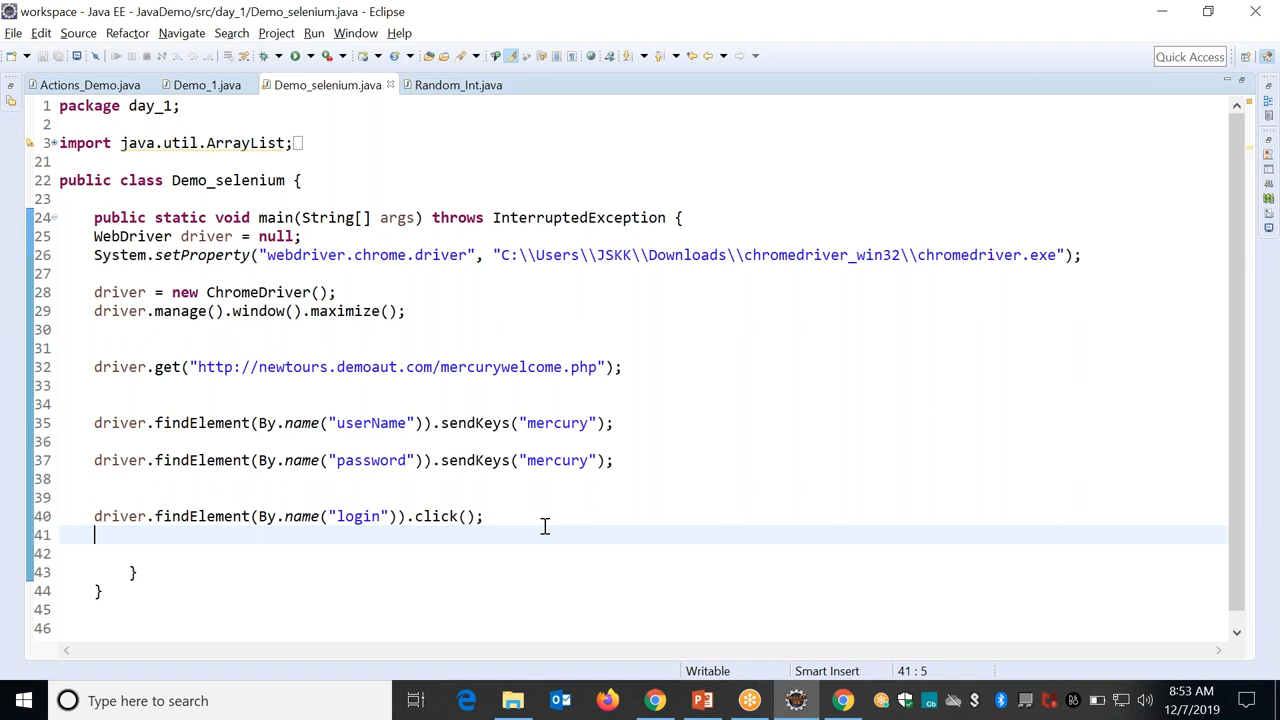 workspace - Java EE - JavaDemo/src/day_1/Demo_selenium.java - Eclipse
File Edit Source Refactor Navigate Search Project Run Window Help
Quick Access
Actions_Demo.java Demo_1.java Demo_selenium.java Random_Int.java
1 package day_1;
2
3 import java.util.ArrayList;
21
22 public class Demo_selenium {
23
24 public static void main(String[] args) throws InterruptedException {
25 WebDriver driver = null;
26 System.setProperty("webdriver.chrome.driver", "C:\\Users\\JSKK\\Downloads\\chromedriver_win32\\chromedriver.exe");
27
28 driver = new ChromeDriver();
29 driver.manage().window().maximize();
30
31
32 driver.get("http://newtours.demoaut.com/mercurywelcome.php");
33
34
35 driver.findElement(By.name("userName")).sendKeys("mercury");
36
37 driver.findElement(By.name("password")).sendKeys("mercury");
38
39
40 driver.findElement(By.name("login")).click();
41
42
43 }
44 }
45
46
Writable Smart Insert 41 : 5
Type here to search
8:53 AM
12/7/2019